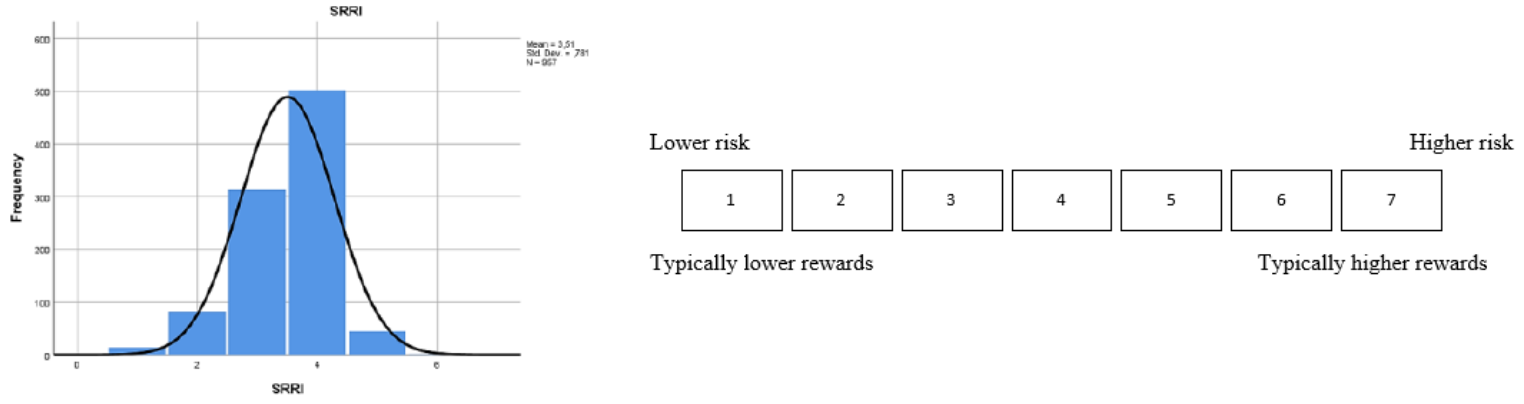 SRRI
Mean = 3,51
Std. Dev. = ,781
N = 957
600
500
400
300
200
100
0
Frequency
0 2 4 6
SRRI
Lower risk Higher risk
1 2 3 4 5 6 7
Typically lower rewards Typically higher rewards